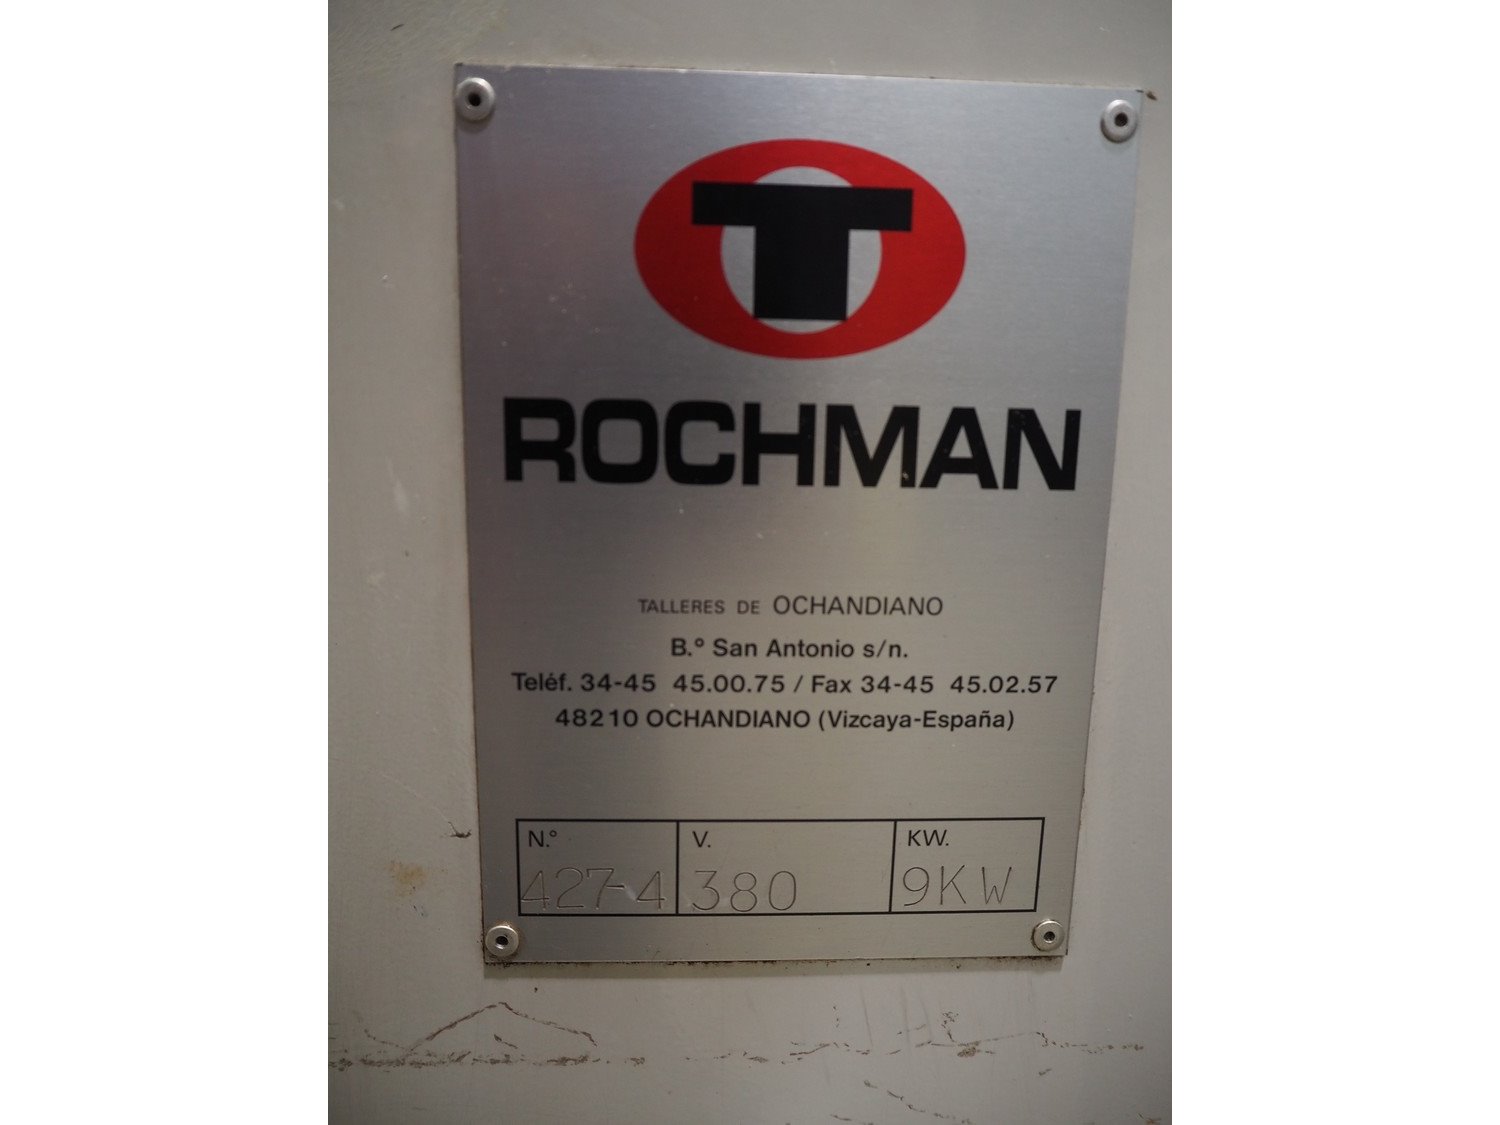 T
ROCHMAN
TALLERES DE OCHANDIANO
B.º San Antonio s/n.
Teléf. 34-45 45.00.75 / Fax 34-45 45.02.57
48210 OCHANDIANO (Vizcaya-España)
N.º V. KW.
427-4 380 9KW